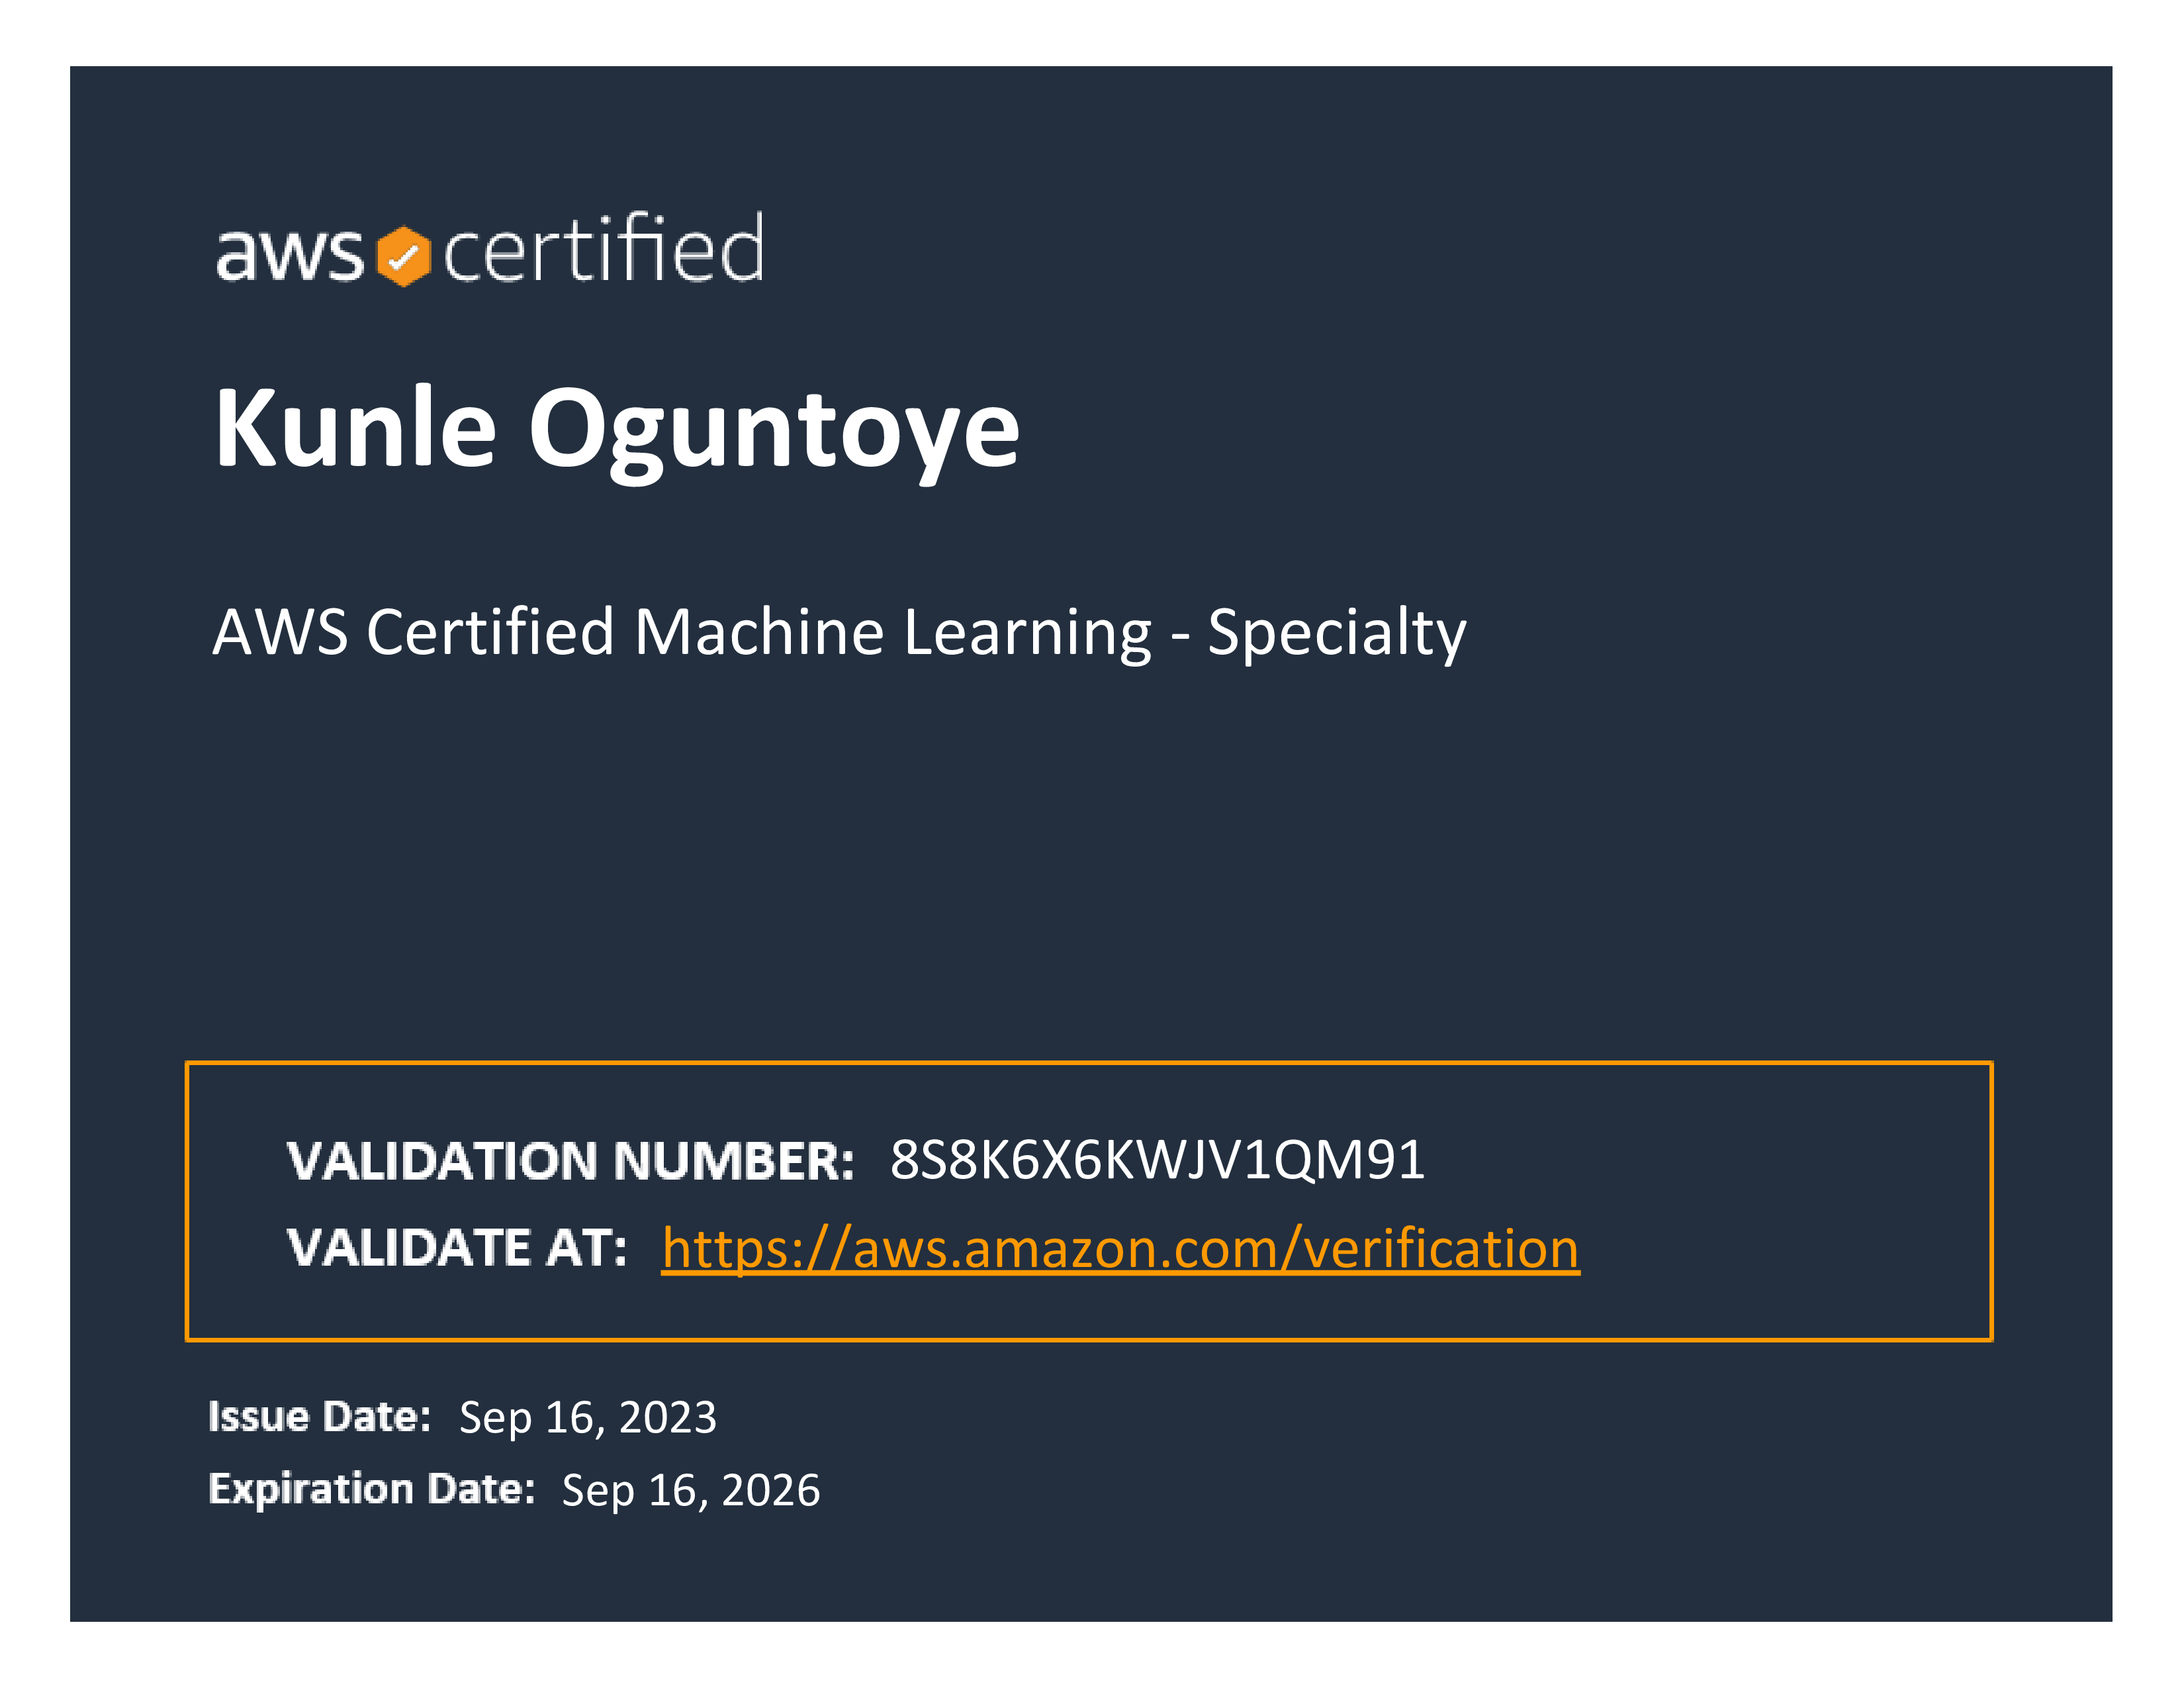 aws certified
Kunle Oguntoye
AWS Certified Machine Learning - Specialty
VALIDATION NUMBER: 8S8K6X6KWJV1QM91
VALIDATE AT: https://aws.amazon.com/verification
Issue Date: Sep 16, 2023
Expiration Date: Sep 16, 2026